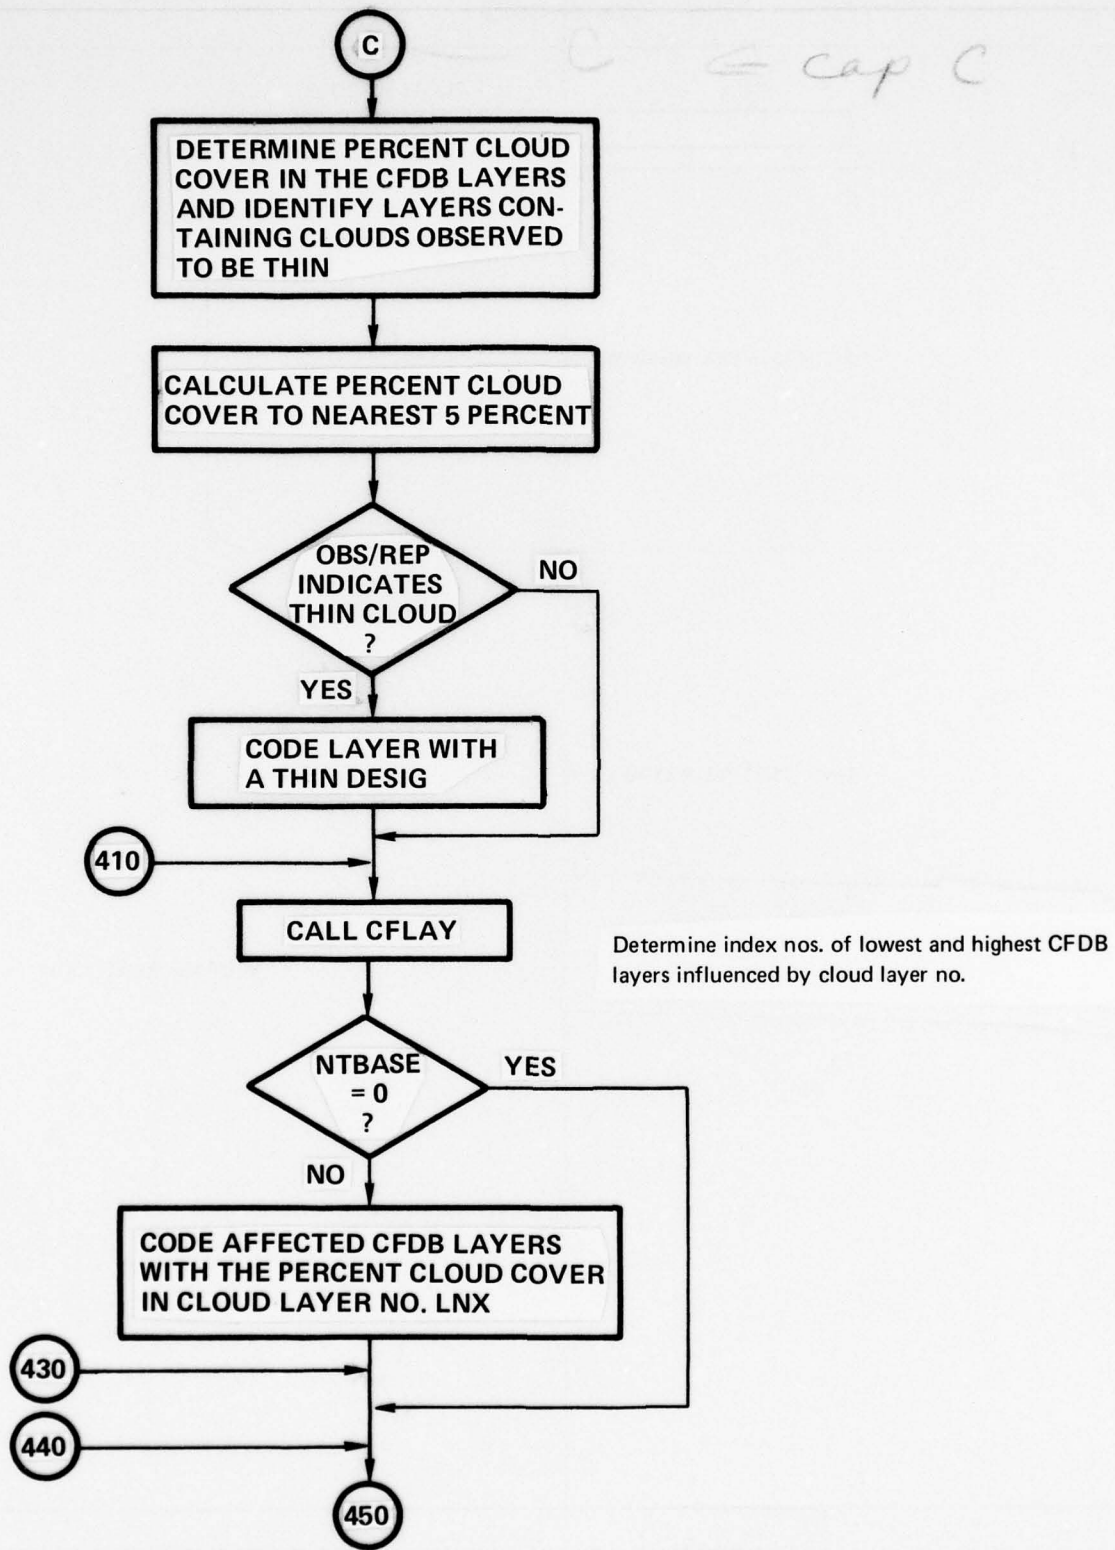 C
C = cap C
DETERMINE PERCENT CLOUD
COVER IN THE CFDB LAYERS
AND IDENTIFY LAYERS CON-
TAINING CLOUDS OBSERVED
TO BE THIN
CALCULATE PERCENT CLOUD
COVER TO NEAREST 5 PERCENT
OBS/REP
INDICATES
THIN CLOUD
?
NO
YES
CODE LAYER WITH
A THIN DESIG
410
CALL CFLAY
Determine index nos. of lowest and highest CFDB
layers influenced by cloud layer no.
NTBASE
= 0
?
YES
NO
CODE AFFECTED CFDB LAYERS
WITH THE PERCENT CLOUD COVER
IN CLOUD LAYER NO. LNX
430
440
450